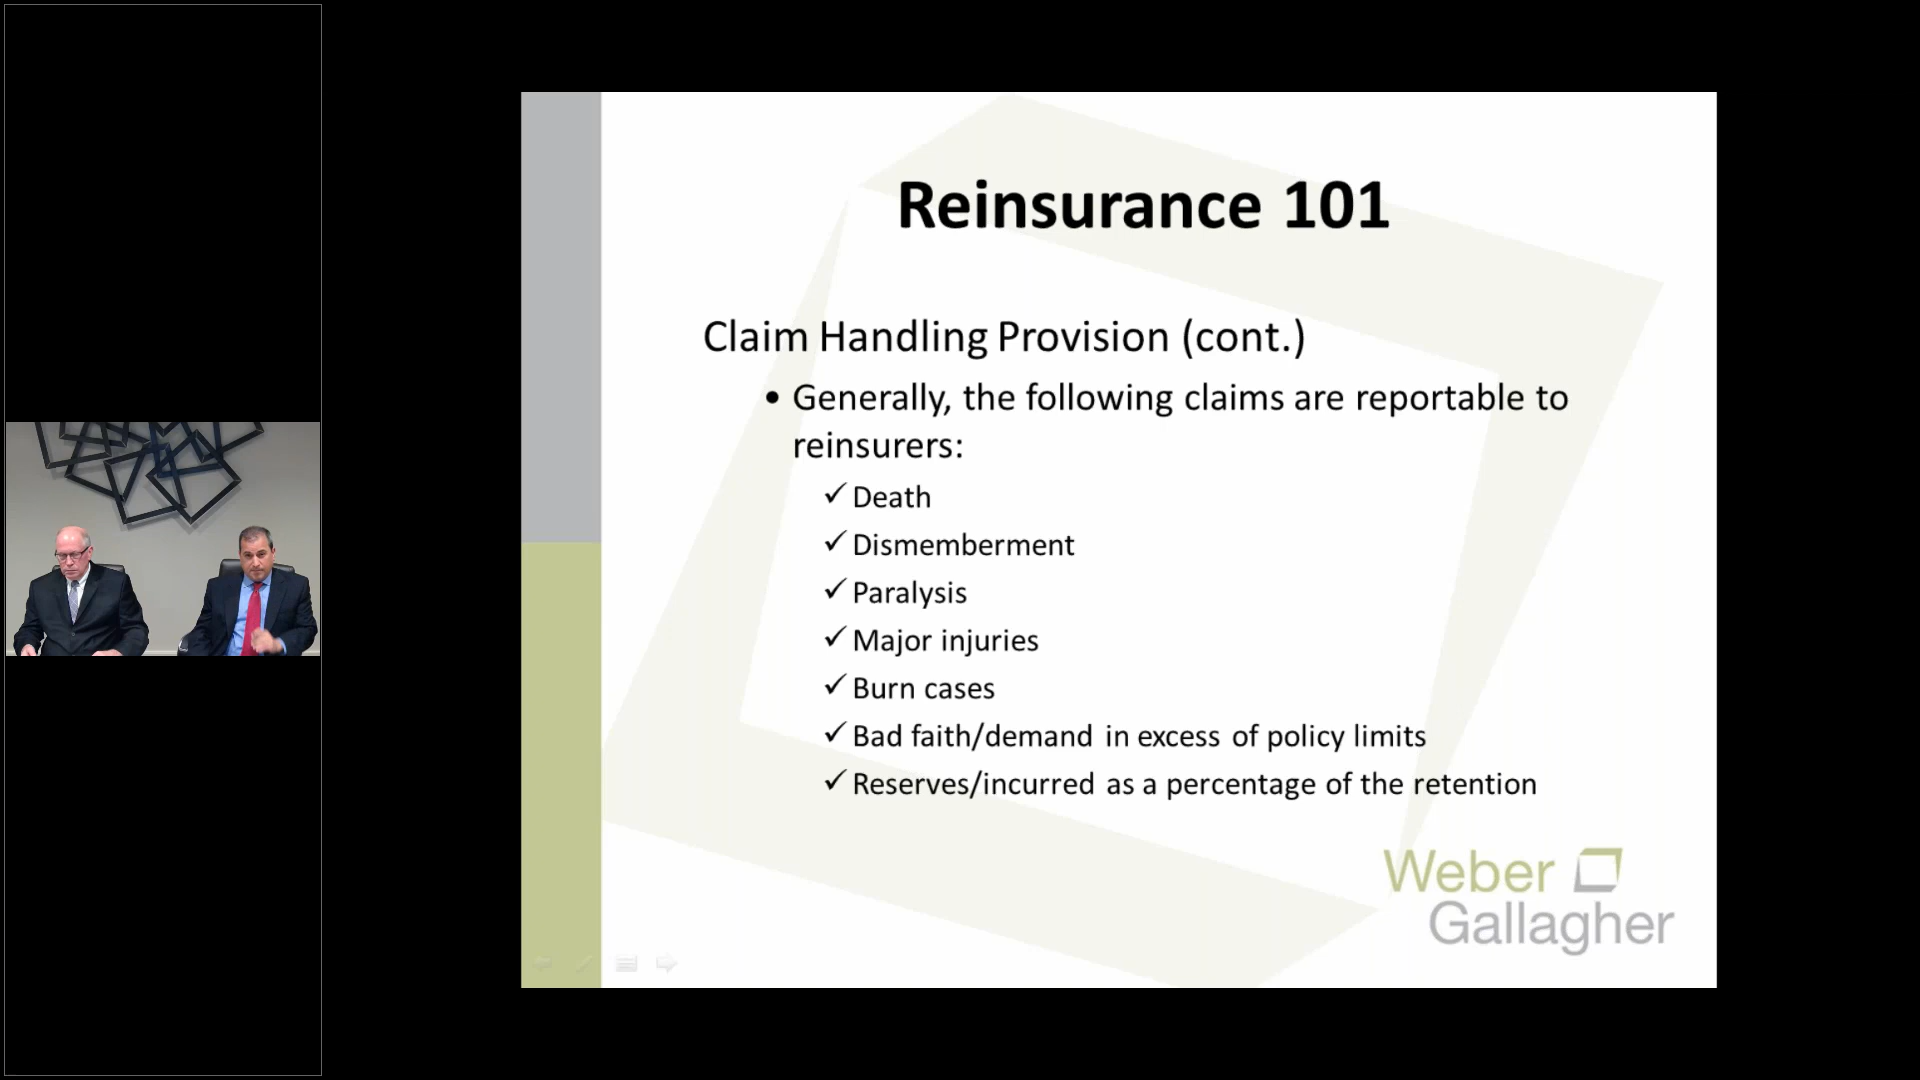 Reinsurance 101
Claim Handling Provision (cont.)
• Generally, the following claims are reportable to
reinsurers:
✓ Death
✓ Dismemberment
✓ Paralysis
✓ Major injuries
✓ Burn cases
✓ Bad faith/demand in excess of policy limits
✓ Reserves/incurred as a percentage of the retention
Weber
Gallagher